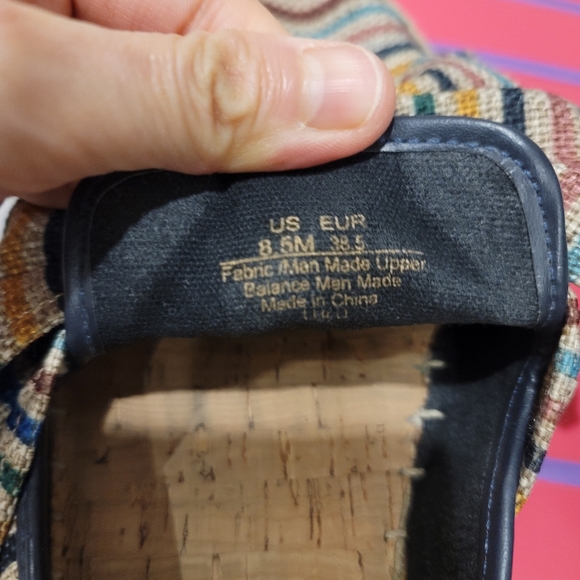 US EUR
8.5M 38.5
Fabric/Man Made Upper
Balance Man Made
Made in China